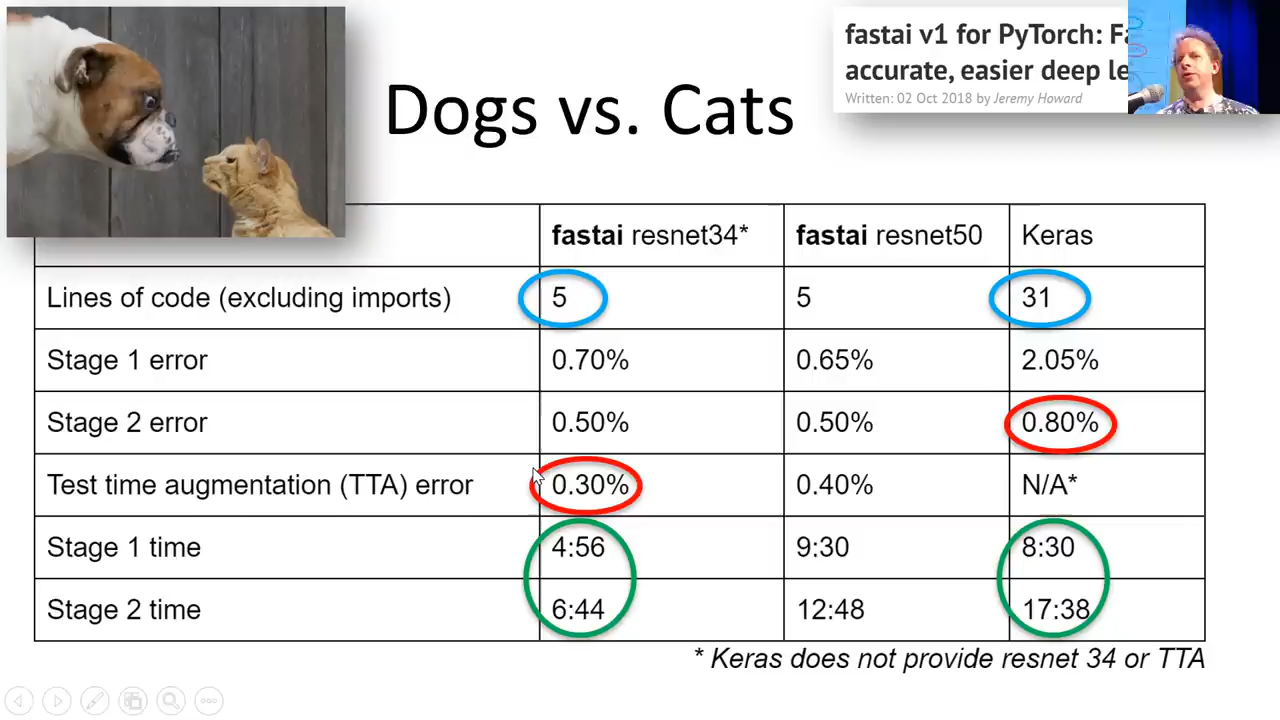 fastai v1 for PyTorch:
accurate, easier deep
Written: 02 Oct 2018 by Jeremy Howard
Dogs vs. Cats
fastai resnet34* fastai resnet50 Keras
Lines of code (excluding imports) 5 5 31
Stage 1 error 0.70% 0.65% 2.05%
Stage 2 error 0.50% 0.50% 0.80%
Test time augmentation (TTA) error 0.30% 0.40% N/A*
Stage 1 time 4:56 9:30 8:30
Stage 2 time 6:44 12:48 17:38
* Keras does not provide resnet 34 or TTA